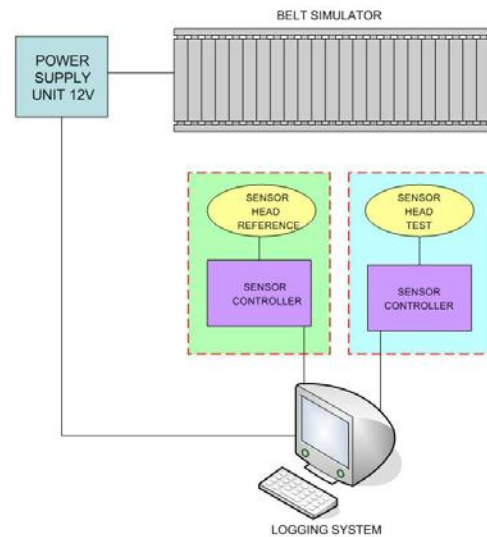 BELT SIMULATOR
POWER
SUPPLY
UNIT 12V
SENSOR
HEAD
REFERENCE
SENSOR
HEAD
TEST
SENSOR
CONTROLLER
SENSOR
CONTROLLER
LOGGING SYSTEM